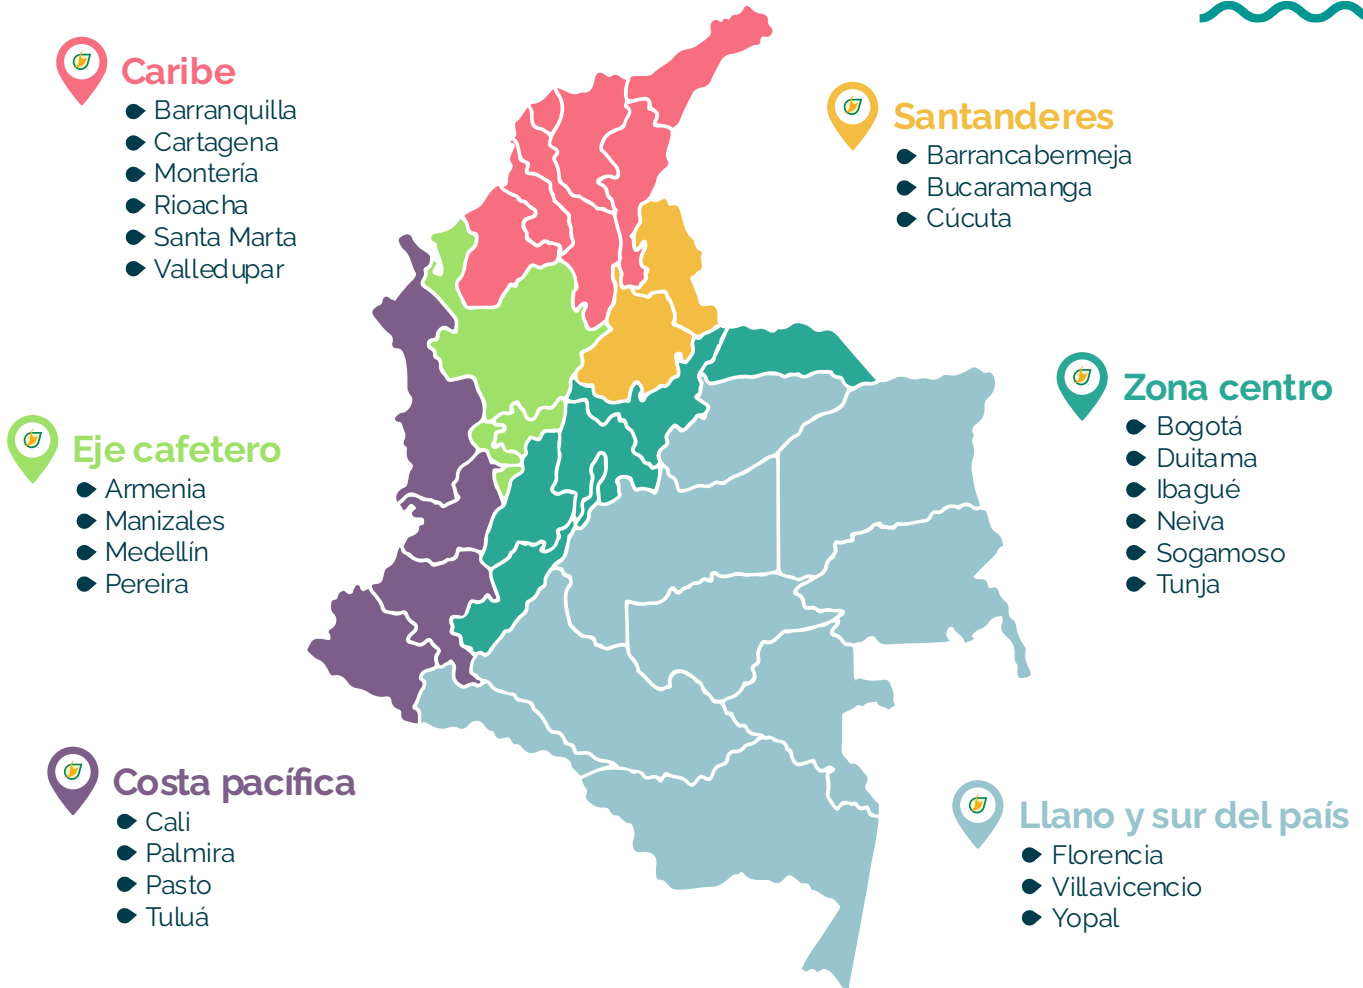 Caribe
Barranquilla
Cartagena
Montería
Rioacha
Santa Marta
Valledupar
Santanderes
Barrancabermeja
Bucaramanga
Cúcuta
Zona centro
Bogotá
Duitama
Ibagué
Neiva
Sogamoso
Tunja
Eje cafetero
Armenia
Manizales
Medellín
Pereira
Costa pacífica
Cali
Palmira
Pasto
Tuluá
Llano y sur del país
Florencia
Villavicencio
Yopal